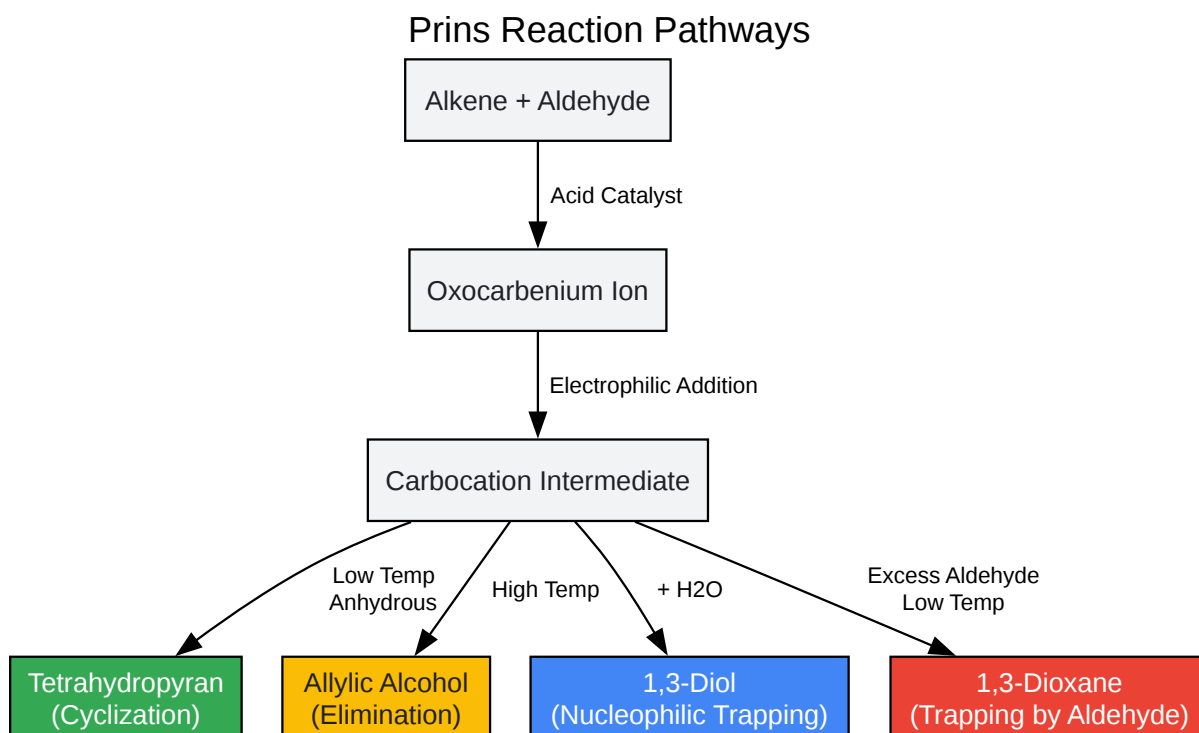 Prins Reaction Pathways
Alkene + Aldehyde
Acid Catalyst
Oxocarbenium Ion
Electrophilic Addition
Carbocation Intermediate
Low Temp
Anhydrous
High Temp
+ H2O
Excess Aldehyde
Low Temp
Tetrahydropyran
(Cyclization)
Allylic Alcohol
(Elimination)
1,3-Diol
(Nucleophilic Trapping)
1,3-Dioxane
(Trapping by Aldehyde)